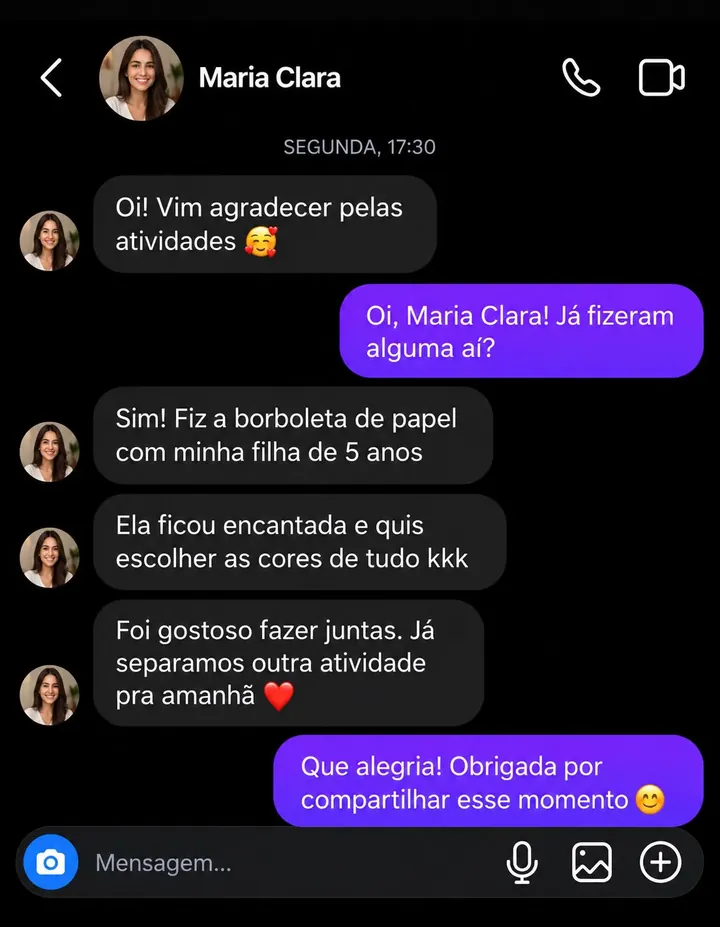 Maria Clara
SEGUNDA, 17:30
Oi! Vim agradecer pelas
atividades 🥰
Oi, Maria Clara! Já fizeram
alguma aí?
Sim! Fiz a borboleta de papel
com minha filha de 5 anos
Ela ficou encantada e quis
escolher as cores de tudo kkk
Foi gostoso fazer juntas. Já
separamos outra atividade
pra amanhã ❤️
Que alegria! Obrigada por
compartilhar esse momento 😊
Mensagem...